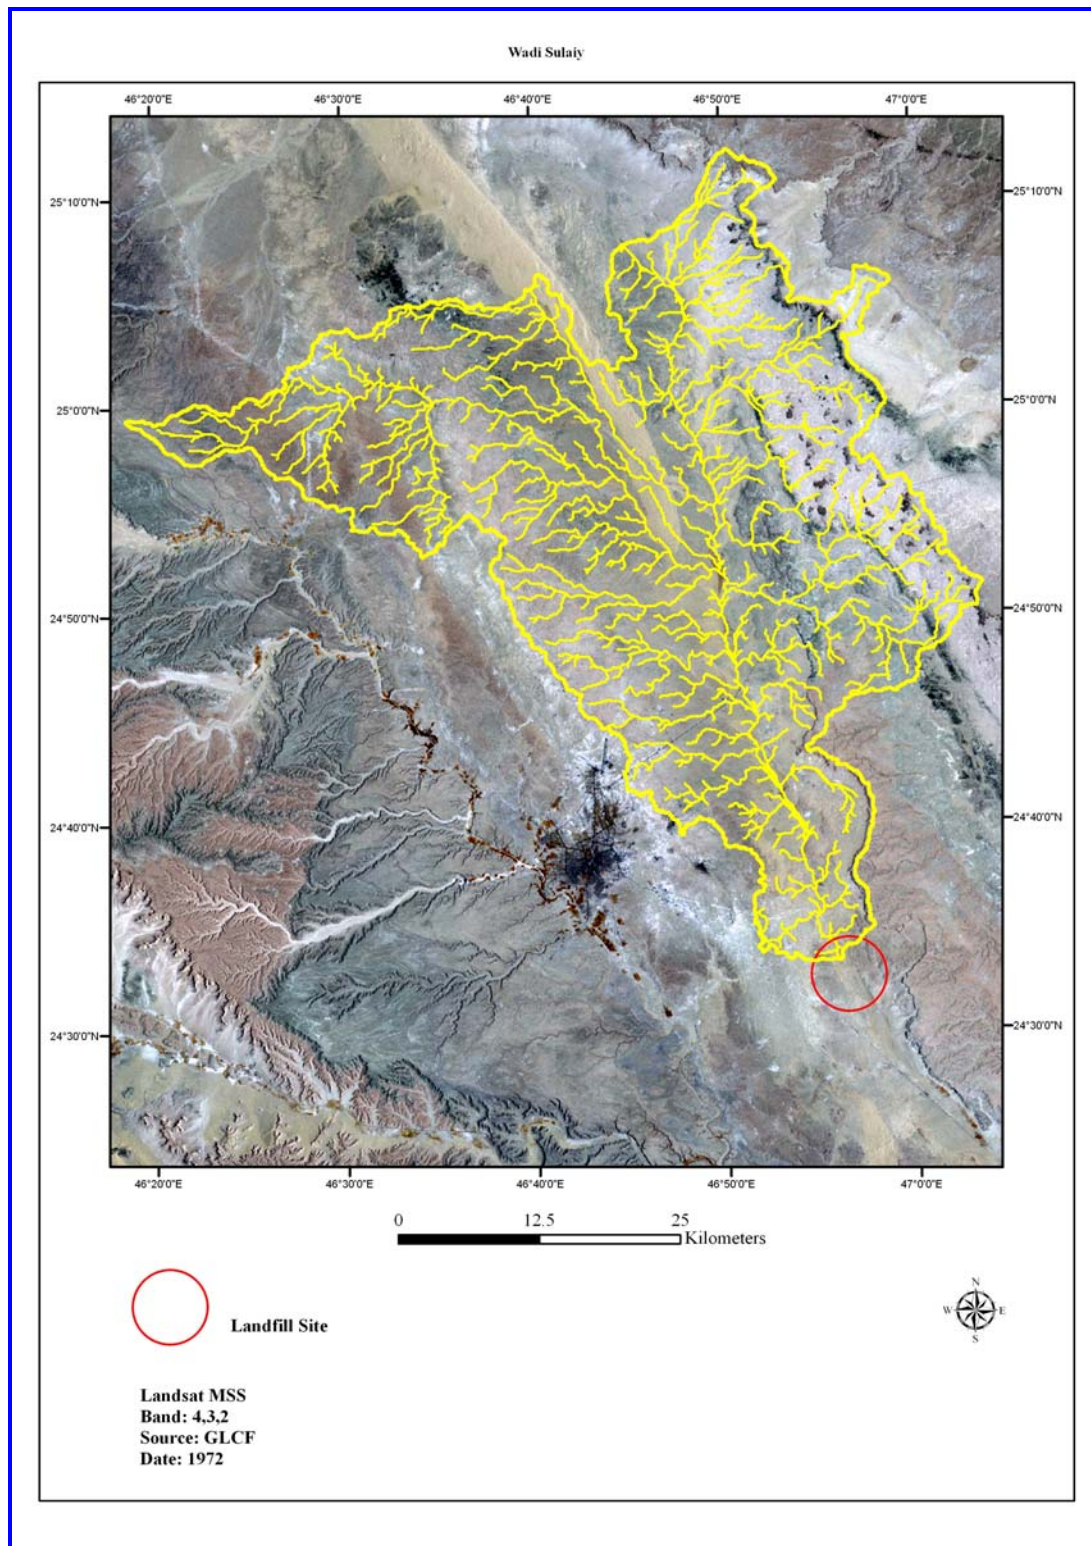 Wadi Sulaiy
46°20'0"E 46°30'0"E 46°40'0"E 46°50'0"E 47°0'0"E
25°10'0"N 25°10'0"N
25°0'0"N 25°0'0"N
24°50'0"N 24°50'0"N
24°40'0"N 24°40'0"N
24°30'0"N 24°30'0"N
46°20'0"E 46°30'0"E 46°40'0"E 46°50'0"E 47°0'0"E
0 12.5 25
Kilometers
Landfill Site
N
W E
S
Landsat MSS
Band: 4,3,2
Source: GLCF
Date: 1972